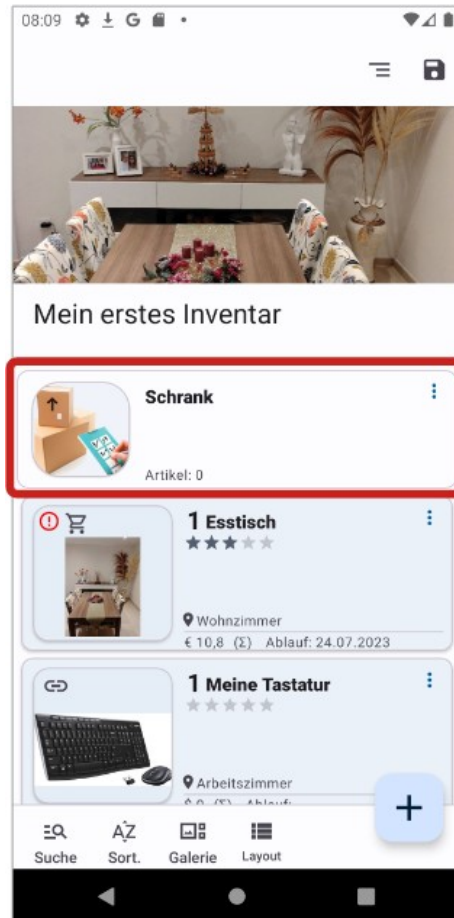 08:09 G
Mein erstes Inventar
Schrank
Artikel: 0
1 Esstisch
Wohnzimmer
€ 10,8 (Σ) Ablauf: 24.07.2023
1 Meine Tastatur
Arbeitszimmer
Suche Sort. Galerie Layout